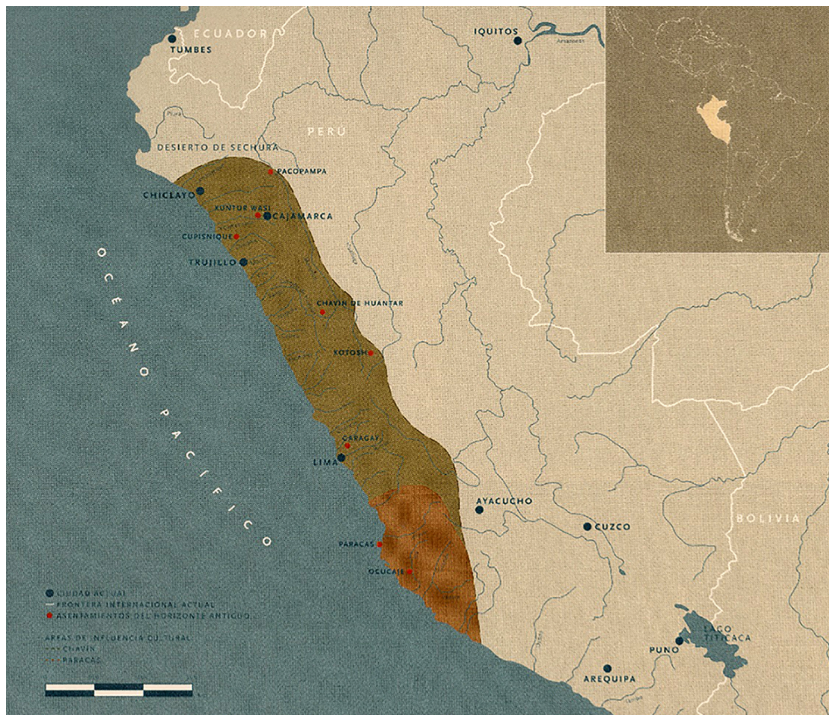 ECUADOR
TUMBES
IQUITOS
Amazonas
Piura
PERÚ
DESIERTO DE SECHURA
PACOPAMPA
CHICLAYO
KUNTUR WASI
CAJAMARCA
CUPISNIQUE
TRUJILLO
CHAVÍN DE HUANTAR
KOTOSH
OCÉANO PACÍFICO
GARAGAY
LIMA
AYACUCHO
CUZCO
BOLIVIA
PARACAS
OCUCAJE
LAGO
TITICACA
PUNO
AREQUIPA
CIUDAD ACTUAL
FRONTERA INTERNACIONAL ACTUAL
ASENTAMIENTOS DEL HORIZONTE ANTIGUO
ÁREAS DE INFLUENCIA CULTURAL
CHAVÍN
PARACAS